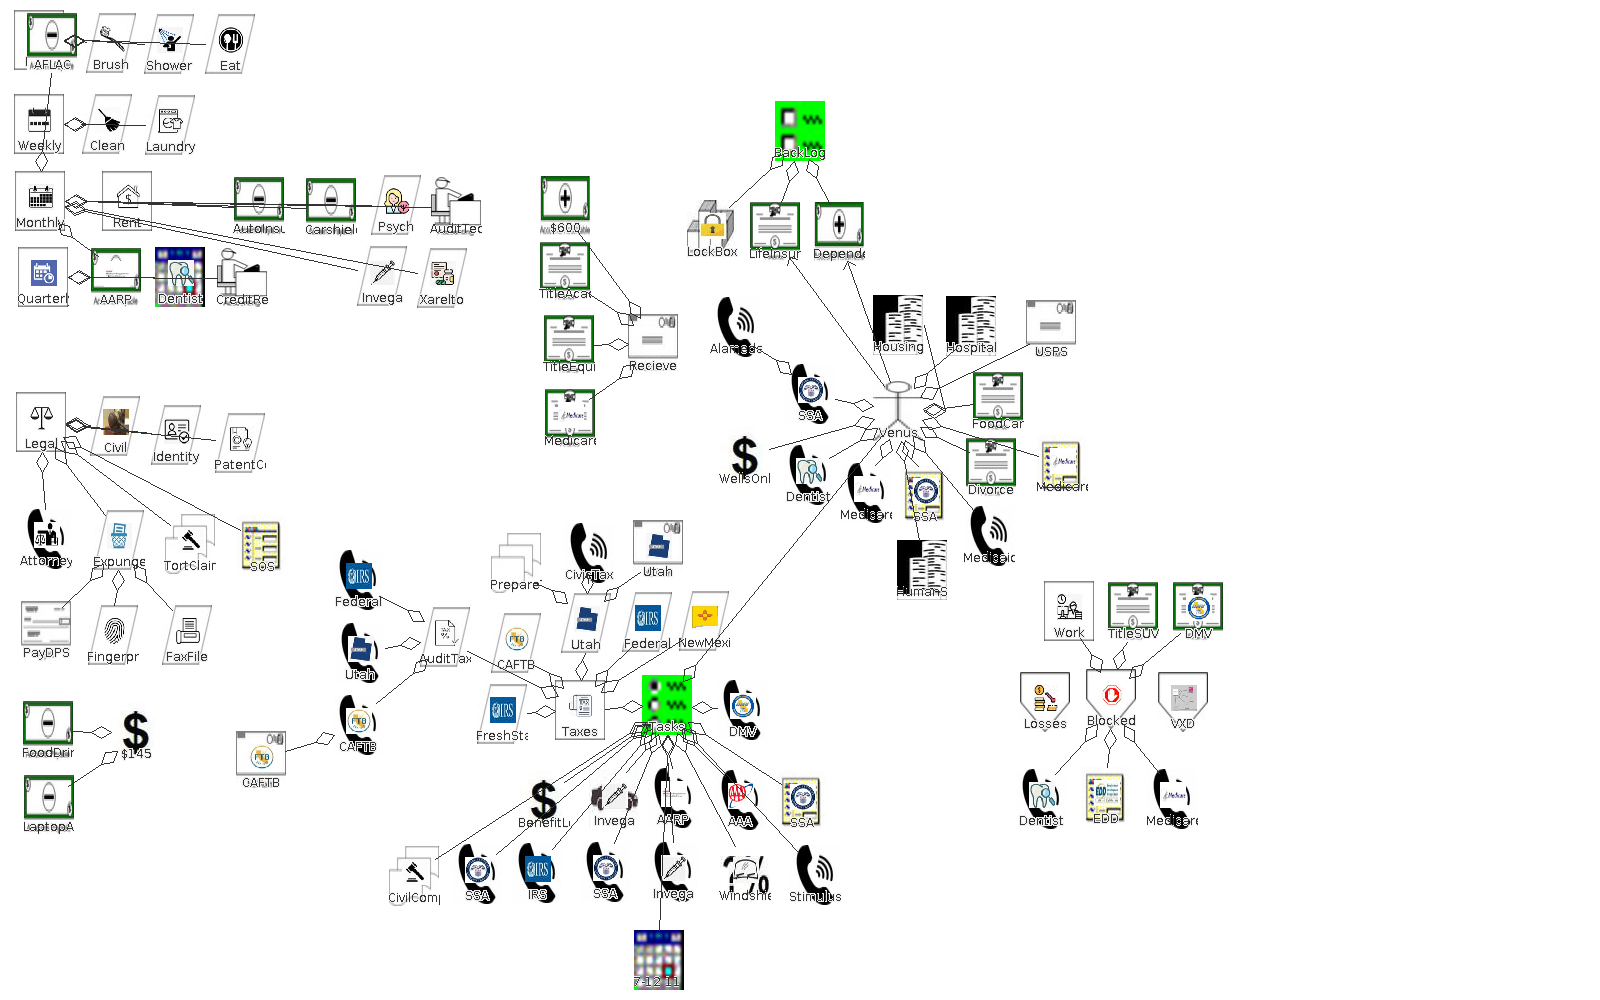 AFLAC
Brush
Shower
Eat
Weekly
Clean
Laundry
Monthly
Rent
AutoInsu
Carshiel
Psych
AuditTec
Quarterl
AARP
Dentist
CreditRe
Invega
Xarelto
$600
TitleAca
TitleEqui
Recieve
Medicare
BackLog
LockBox
LifeInsur
Depende
Alameda
SSA
Housing
Hospital
USPS
Venus
FoodCar
WellsOnl
Dentist
Medicare
SSA
Divorce
Medicare
Medicaid
HumanS
Legal
Civil
Identity
PatentC
Attorney
Expunge
TortClair
SOS
PayDPS
Fingerpr
FaxFile
Federal
Utah
CAFTB
AuditTax
CAFTB
Prepare
CivicTax
Utah
Utah
Federal
NewMexi
FreshSta
Taxes
Tasks
DMV
CAFTB
FoodDrir
$145
LaptopA
BenefitL
Invega
AARP
AAA
SSA
CivilComp
SSA
IRS
SSA
Invega
Windshie
Stimulus
7-12 11
Work
TitleSUV
DMV
Losses
Blocked
VXD
Dentist
EDD
Medicare